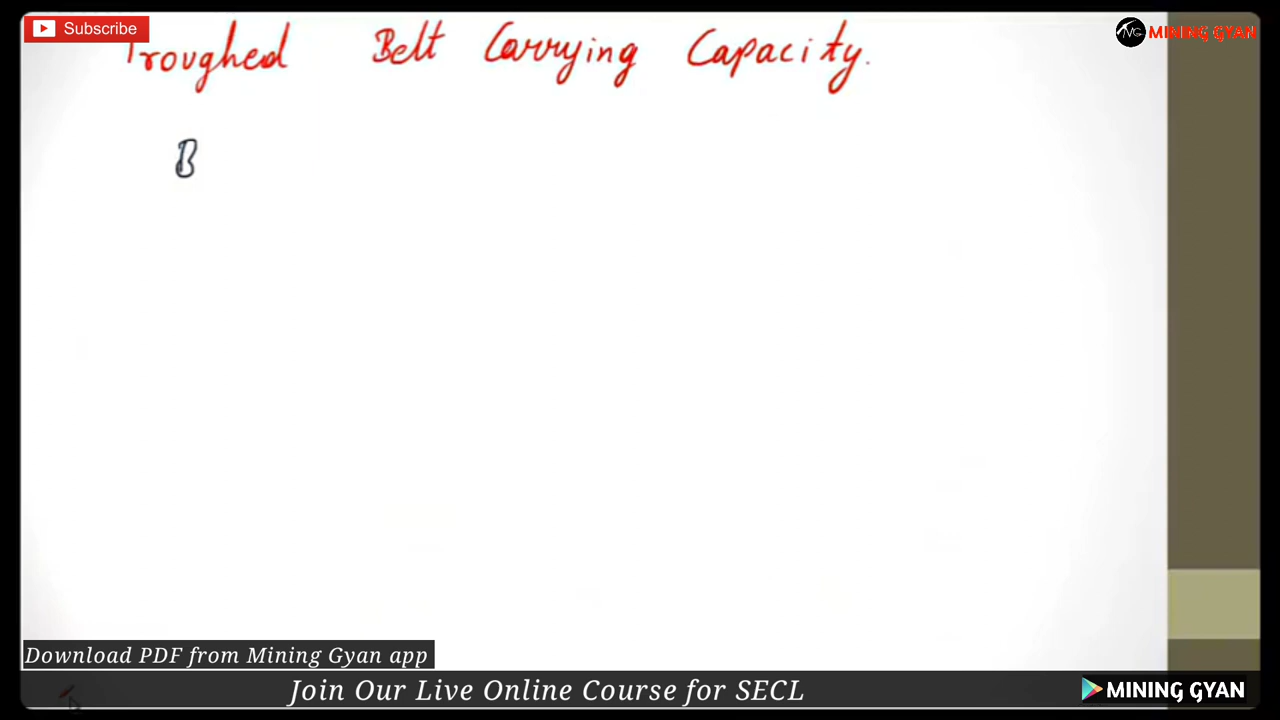 Subscribe
MINING GYAN
Troughed Belt Carrying Capacity.
B
Download PDF from Mining Gyan app
Join Our Live Online Course for SECL
MINING GYAN